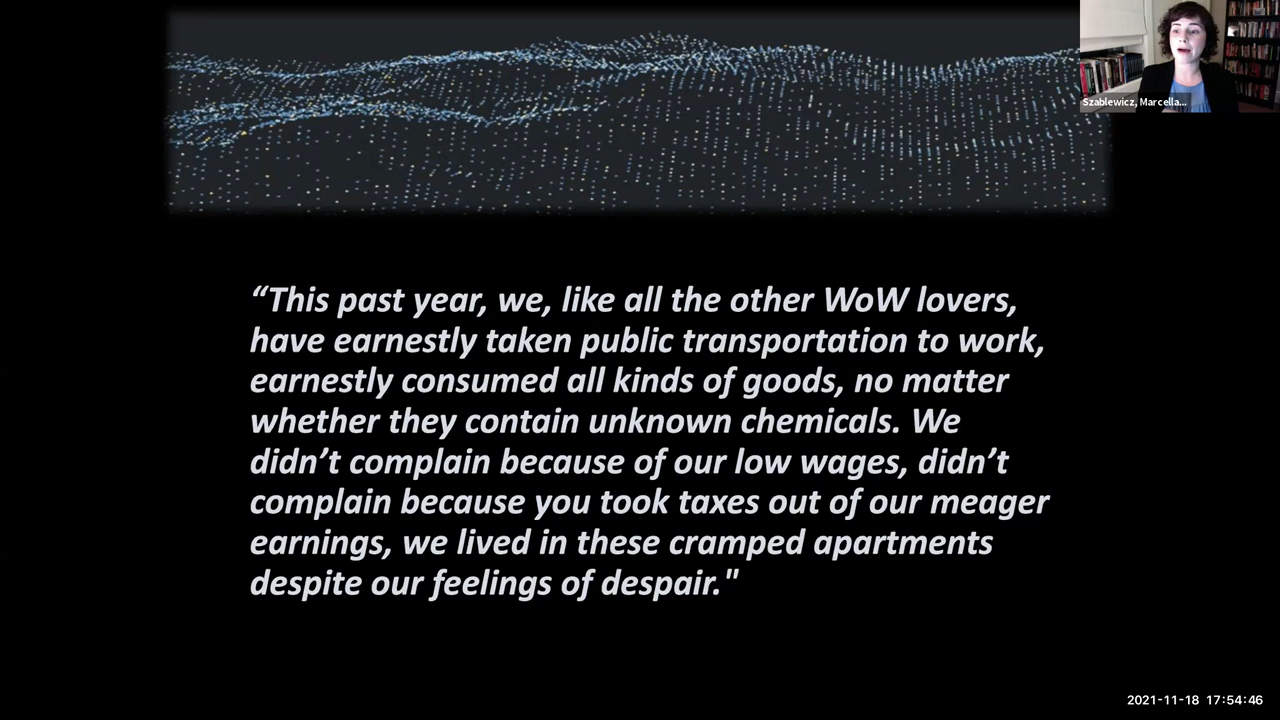 Szablewicz, Marcella...
“This past year, we, like all the other WoW lovers,
have earnestly taken public transportation to work,
earnestly consumed all kinds of goods, no matter
whether they contain unknown chemicals. We
didn’t complain because of our low wages, didn’t
complain because you took taxes out of our meager
earnings, we lived in these cramped apartments
despite our feelings of despair."
2021-11-18 17:54:46